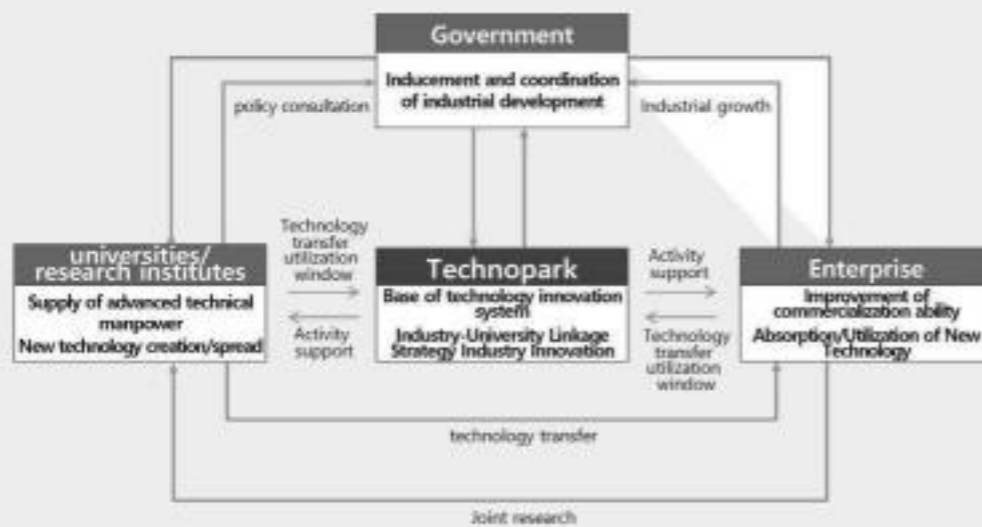 Government
Inducement and coordination
of industrial development
policy consultation
Industrial growth
Technology
transfer
utilization
window
Activity
support
universities/
research institutes
Supply of advanced technical
manpower
New technology creation/spread
Technopark
Base of technology innovation
system
Industry-University Linkage
Strategy Industry Innovation
Activity
support
Technology
transfer
utilization
window
Enterprise
Improvement of
commercialization ability
Absorption/Utilization of New
Technology
technology transfer
Joint research